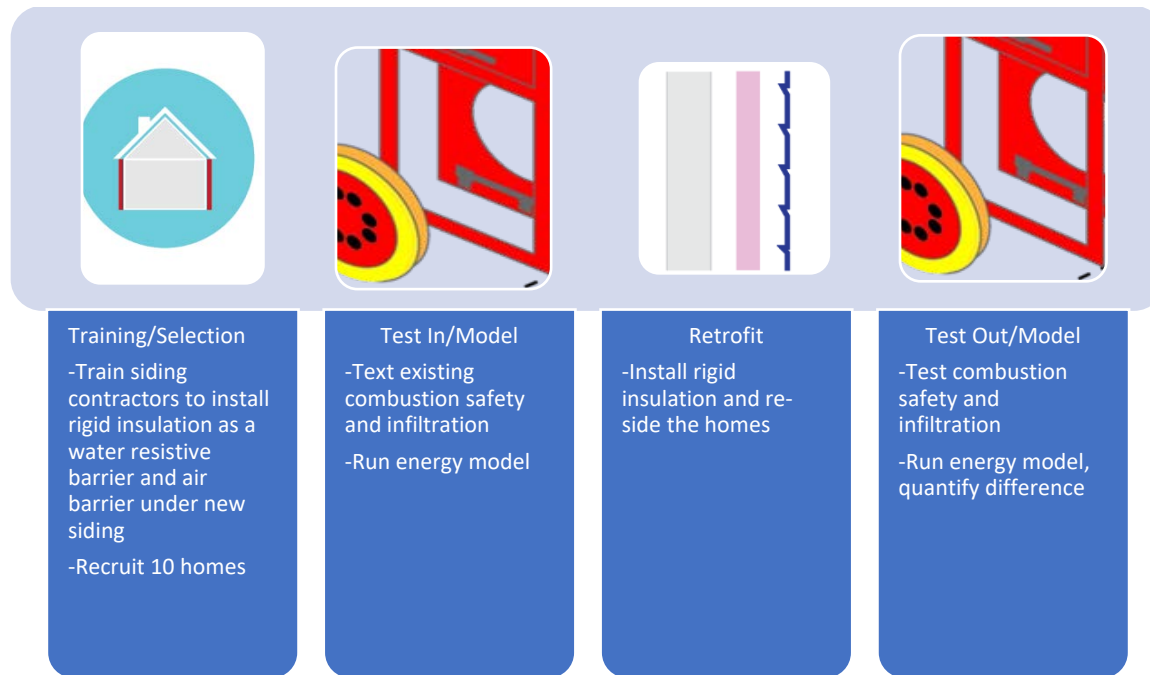 Training/Selection
-Train siding
contractors to install
rigid insulation as a
water resistive
barrier and air
barrier under new
siding
-Recruit 10 homes
Test In/Model
-Text existing
combustion safety
and infiltration
-Run energy model
Retrofit
-Install rigid
insulation and re-
side the homes
Test Out/Model
-Test combustion
safety and
infiltration
-Run energy model,
quantify difference